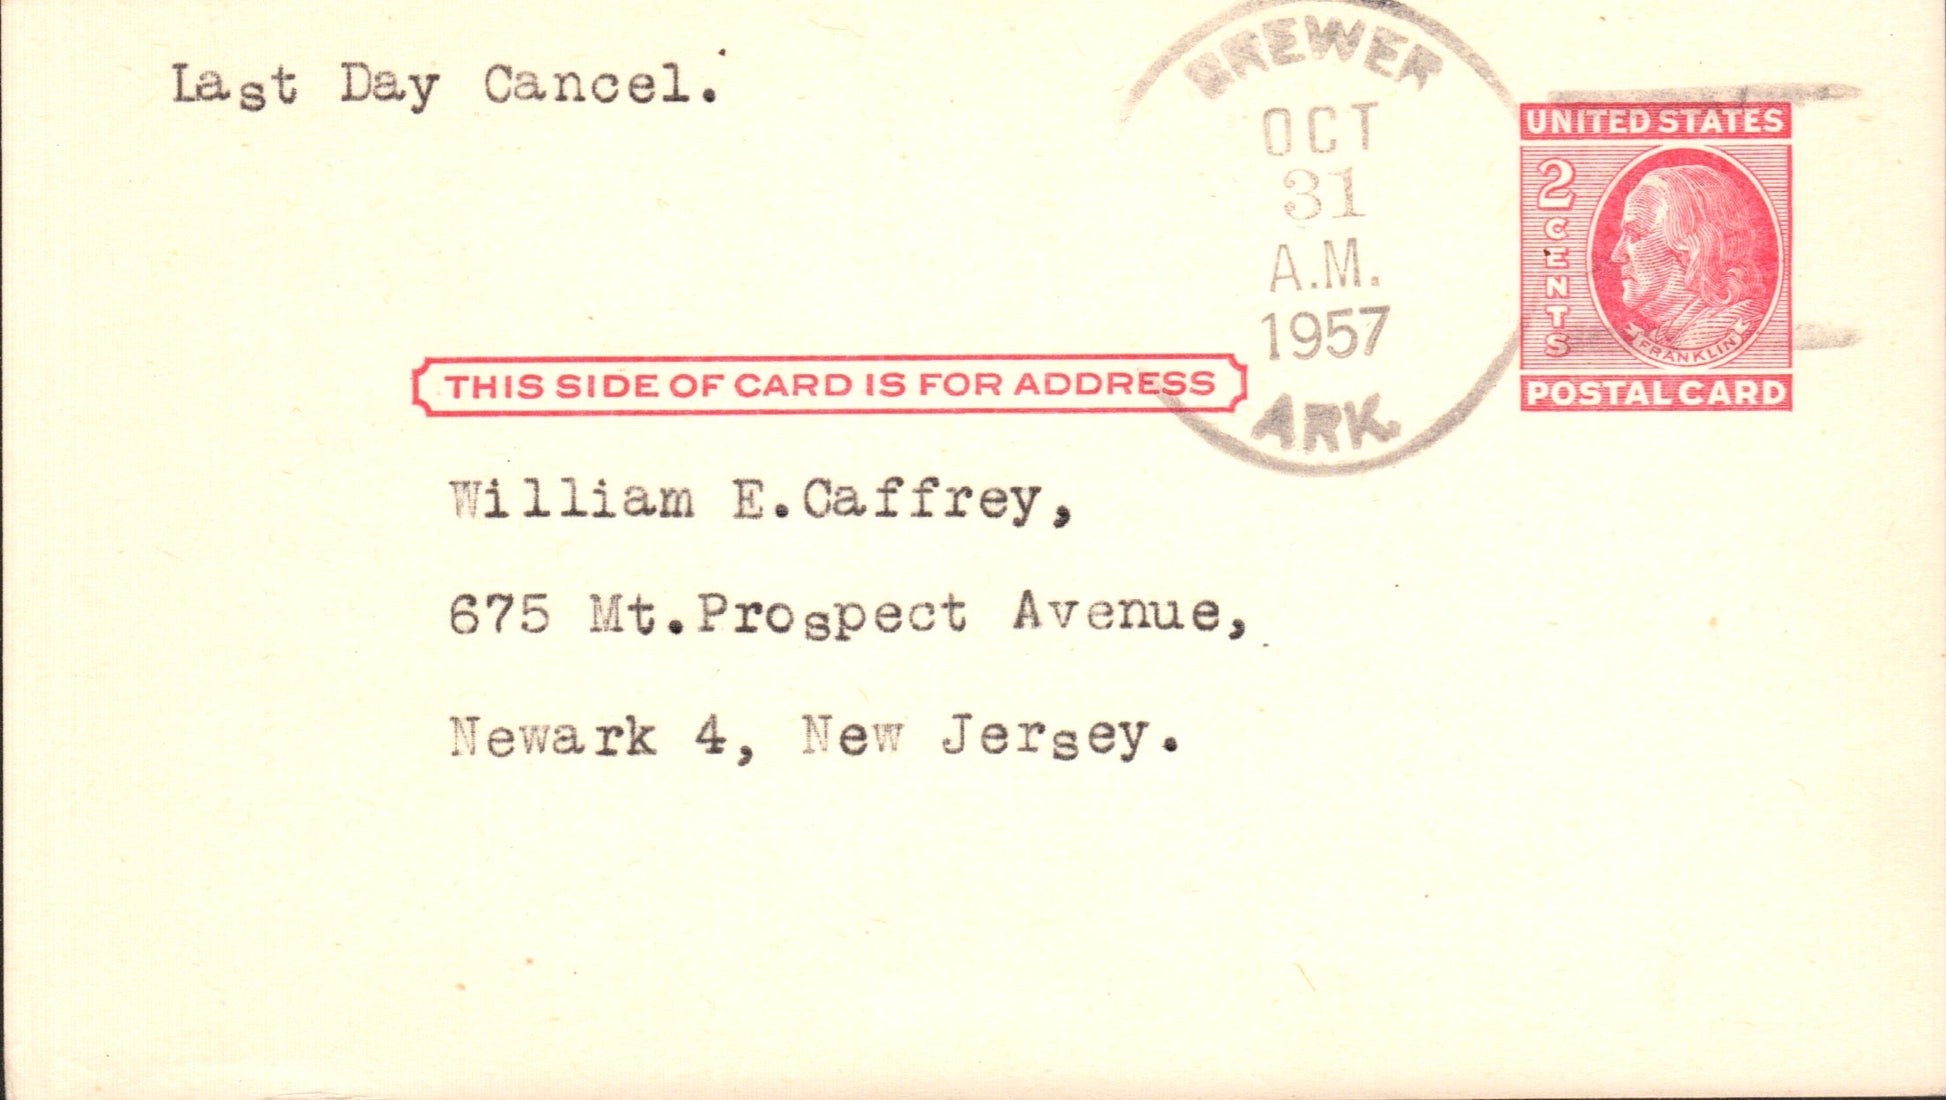 Last Day Cancel.
BREWER
OCT
31
A.M.
1957
ARK.
UNITED STATES
2 CENTS
FRANKLIN
POSTAL CARD
THIS SIDE OF CARD IS FOR ADDRESS
William E.Caffrey,
675 Mt.Prospect Avenue,
Newark 4, New Jersey.